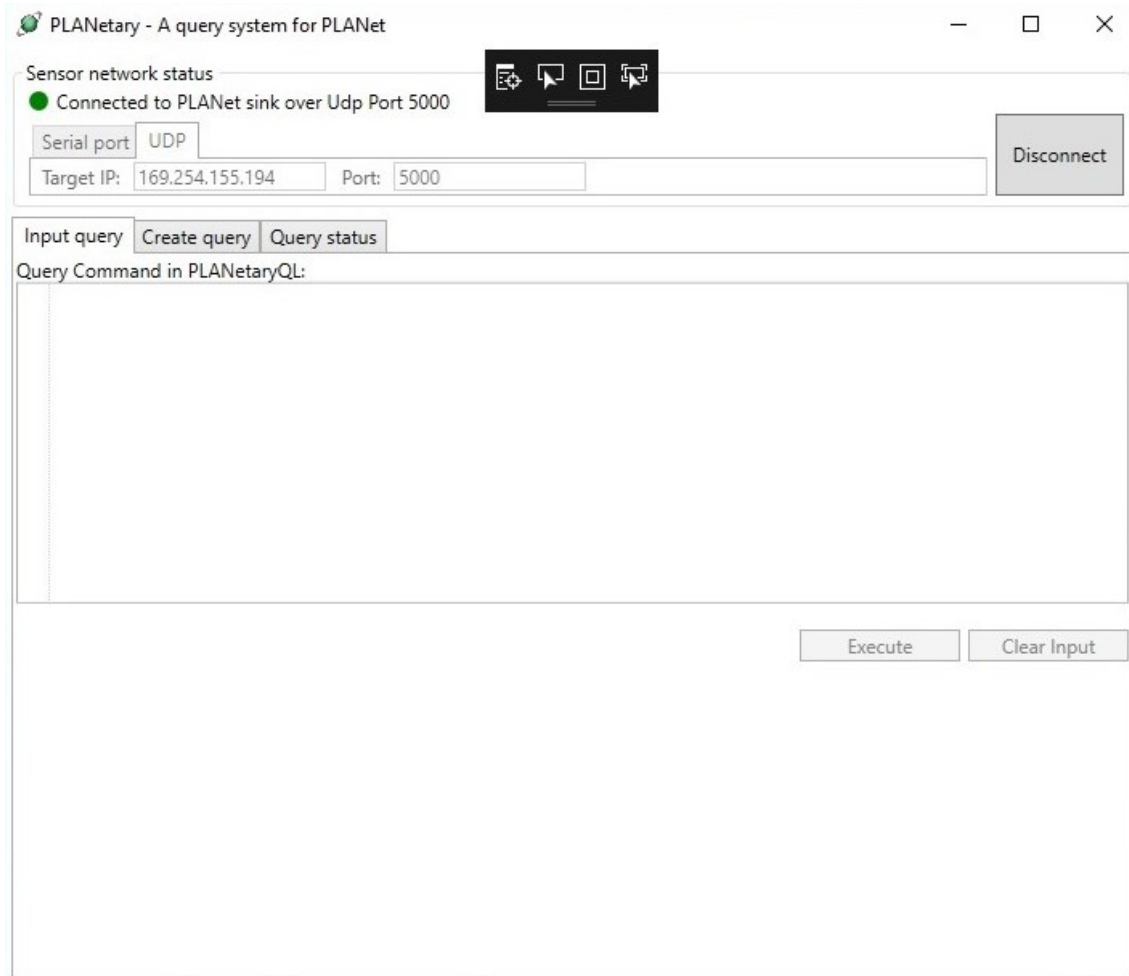 PLANetary - A query system for PLANet
Sensor network status
Connected to PLANet sink over Udp Port 5000
Serial port UDP
Disconnect
Target IP: 169.254.155.194 Port: 5000
Input query Create query Query status
Query Command in PLANetaryQL:
Execute Clear Input